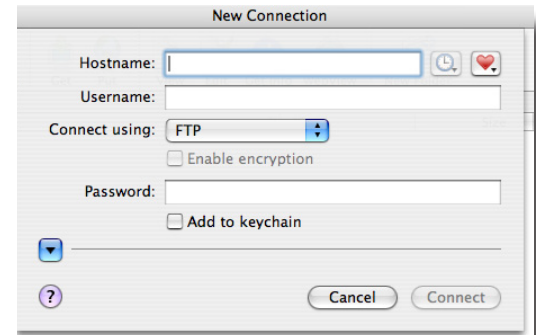 New Connection
Hostname:
Username:
Connect using: FTP
Enable encryption
Password:
Add to keychain
? Cancel Connect